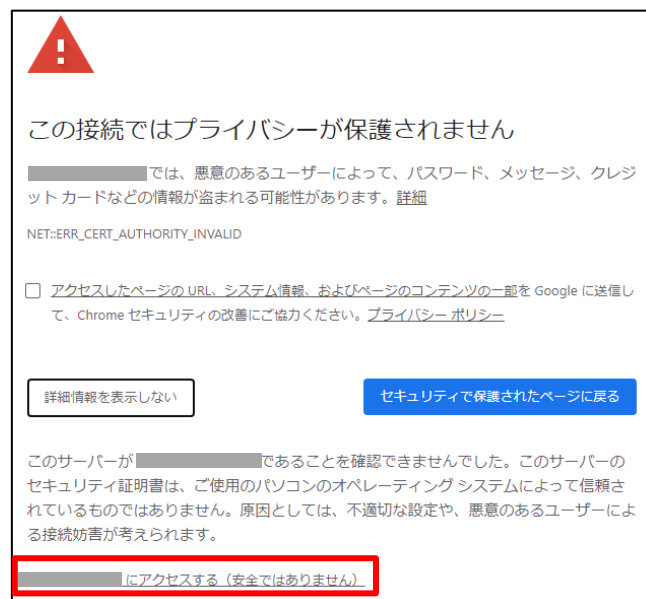 この接続ではプライバシーが保護されません
では、悪意のあるユーザーによって、パスワード、メッセージ、クレジ
ット カードなどの情報が盗まれる可能性があります。詳細
NET::ERR_CERT_AUTHORITY_INVALID
アクセスしたページの URL、システム情報、およびページのコンテンツの一部を Google に送信し
て、Chrome セキュリティの改善にご協力ください。プライバシー ポリシー
詳細情報を表示しない
セキュリティで保護されたページに戻る
このサーバーが であることを確認できませんでした。このサーバーの
セキュリティ証明書は、ご使用のパソコンのオペレーティング システムによって信頼さ
れているものではありません。原因としては、不適切な設定や、悪意のあるユーザーによ
る接続妨害が考えられます。
にアクセスする（安全ではありません）